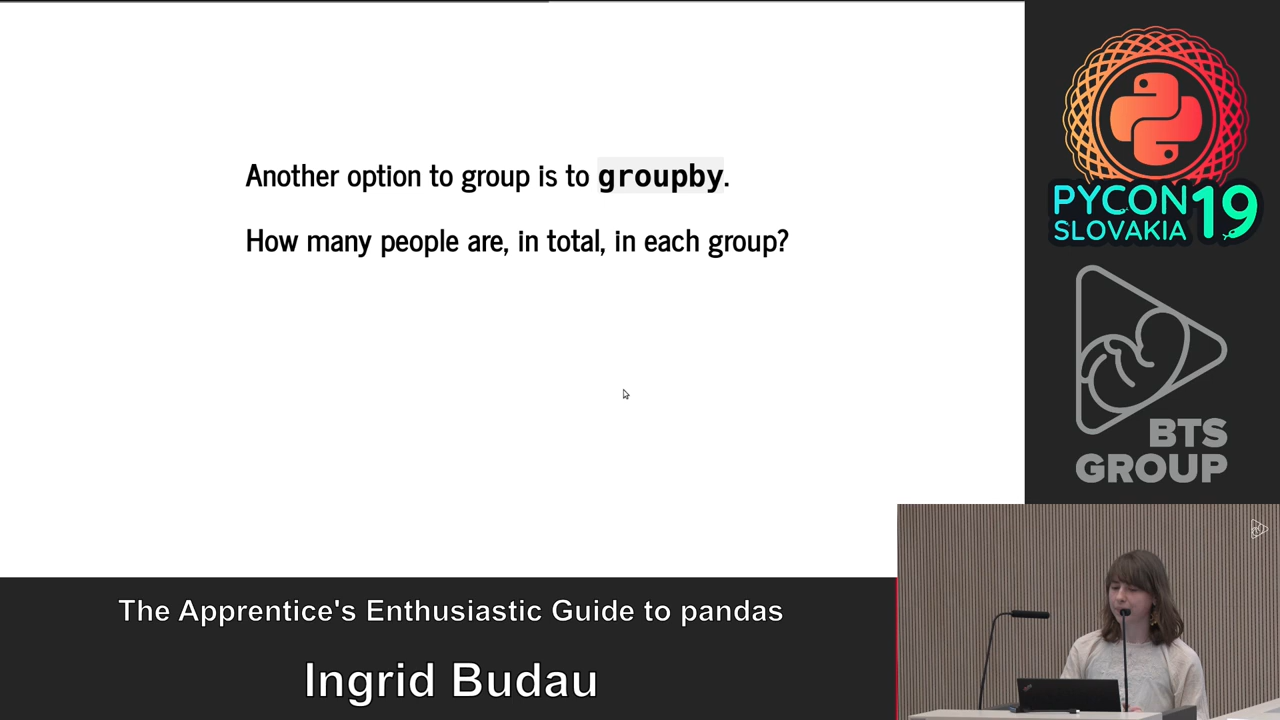 Another option to group is to groupby.
How many people are, in total, in each group?
PYCON 19
SLOVAKIA
BTS
GROUP
The Apprentice's Enthusiastic Guide to pandas
Ingrid Budau